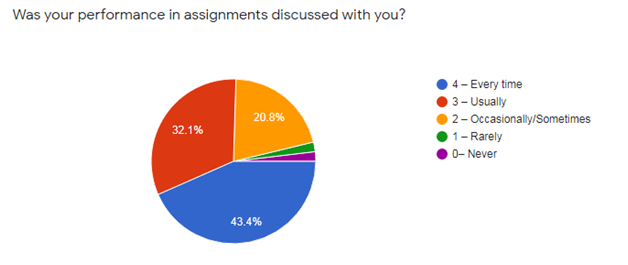 Was your performance in assignments discussed with you?
4 – Every time
3 – Usually
2 – Occasionally/Sometimes
1 – Rarely
0– Never
32.1%
20.8%
43.4%